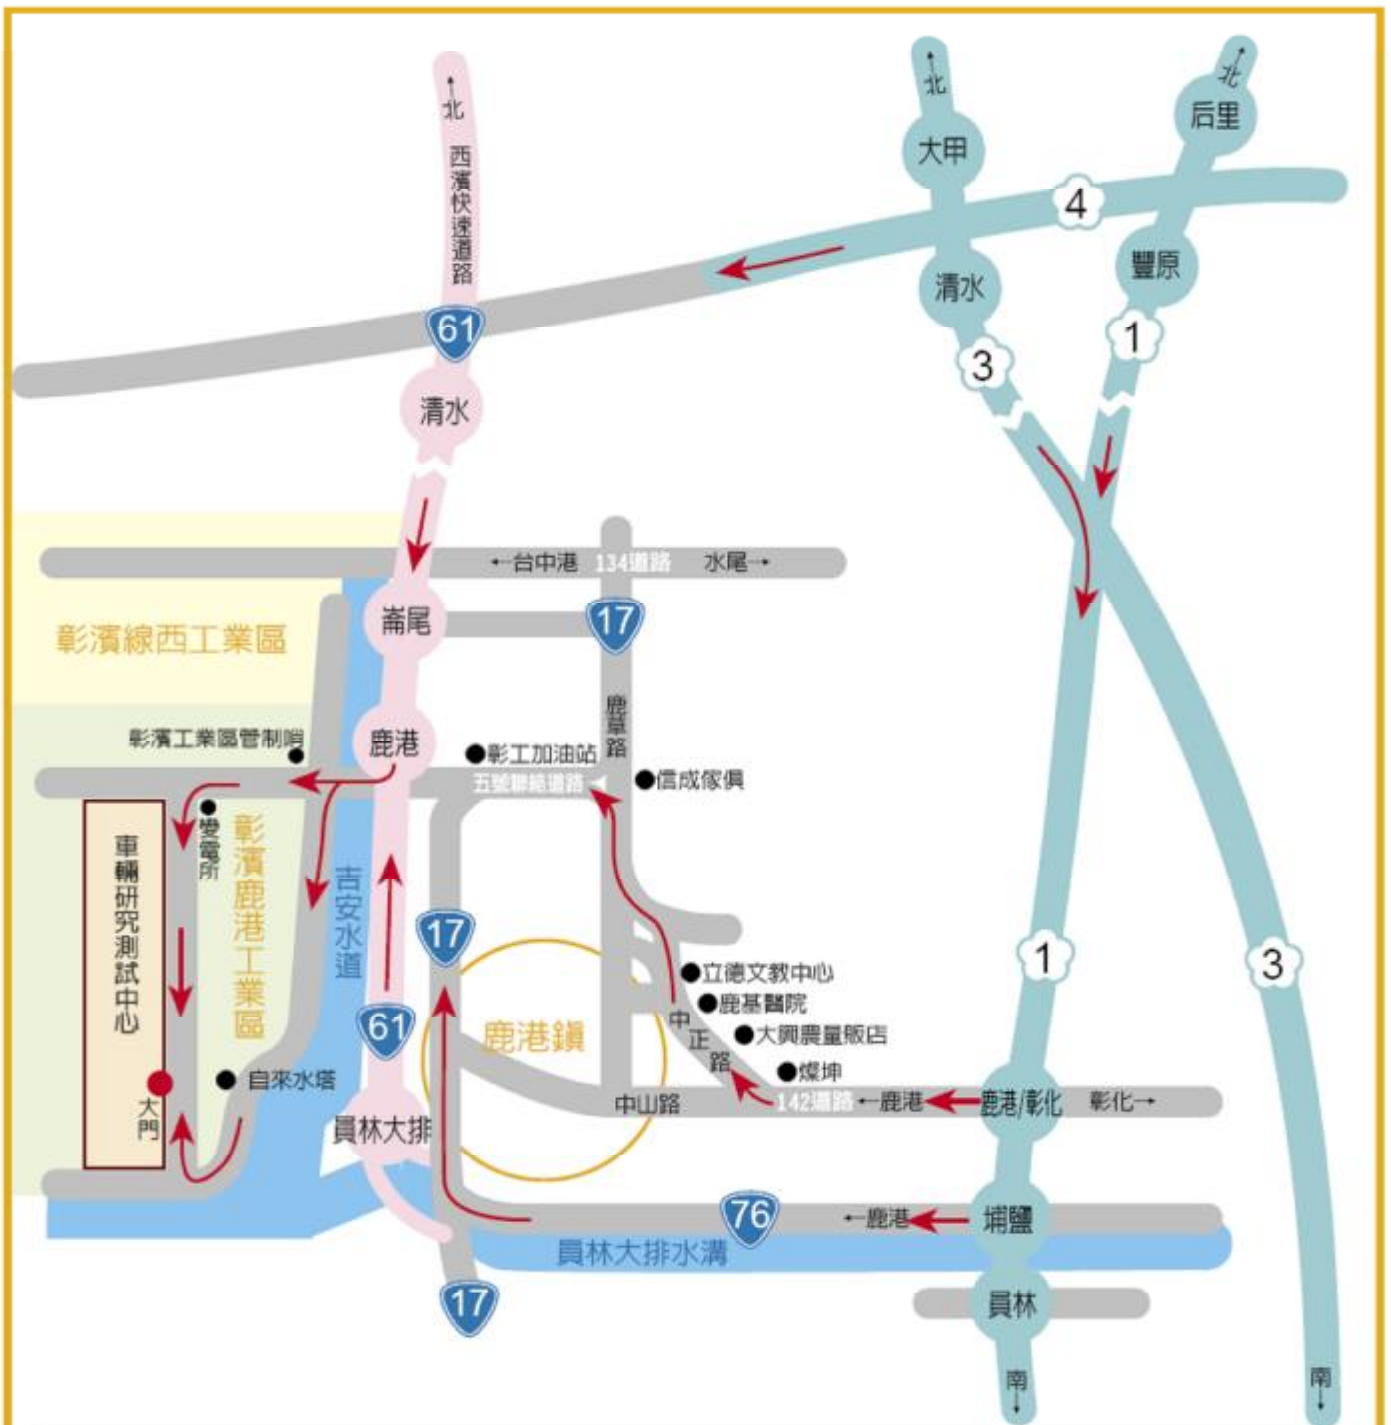 ←北
←北
←北
后里
大甲
西濱快速道路
4
豐原
清水
61
1
3
清水
←台中港
134道路
水尾→
崙尾
17
彰濱線西工業區
鹿草路
彰濱工業區管制哨
鹿港
彰工加油站
五號聯絡道路
信成傢俱
變電所
彰濱鹿港工業區
車輛研究測試中心
吉安水道
17
1
3
立德文教中心
鹿基醫院
61
鹿港鎮
中正路
大興農量販店
燦坤
自來水塔
大門
中山路
142道路
←鹿港
鹿港/彰化
彰化→
員林大排
76
←鹿港
埔鹽
員林大排水溝
17
員林
南→
南→